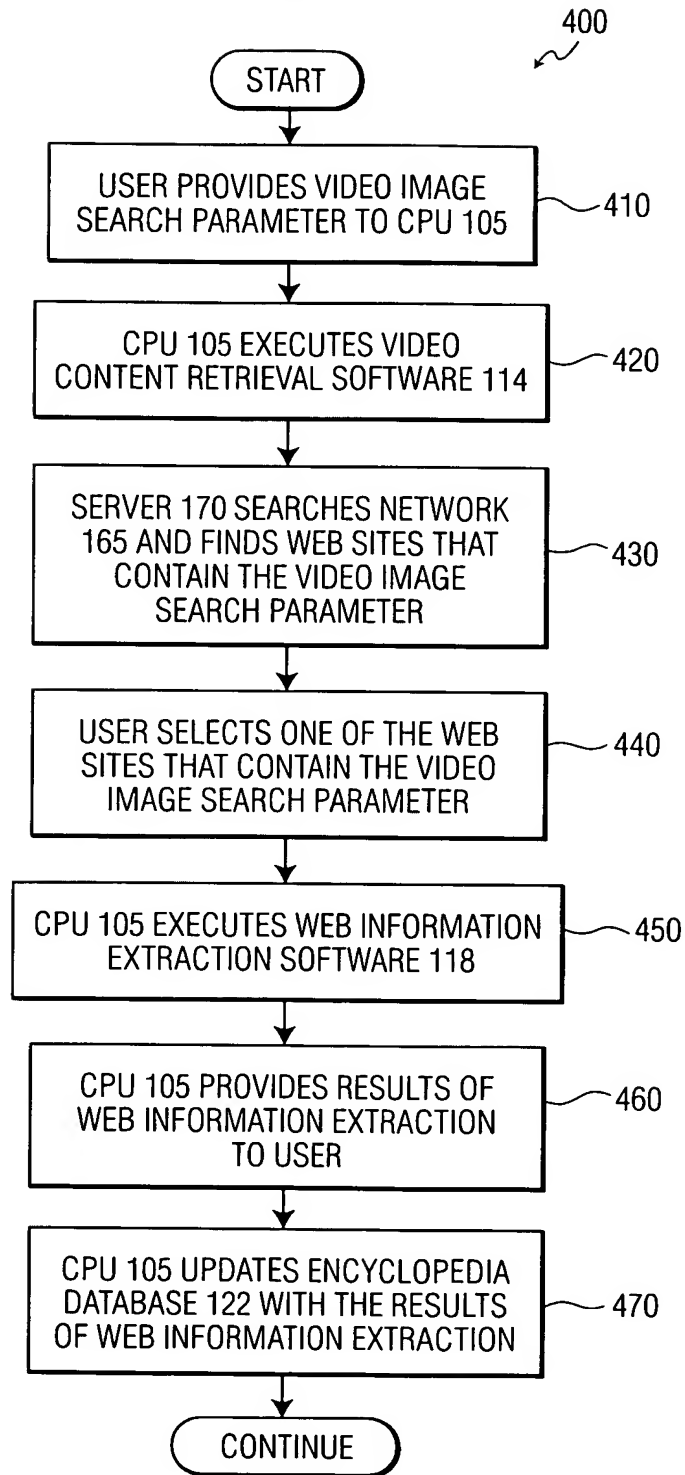 400
START
USER PROVIDES VIDEO IMAGE
SEARCH PARAMETER TO CPU 105
410
CPU 105 EXECUTES VIDEO
CONTENT RETRIEVAL SOFTWARE 114
420
SERVER 170 SEARCHES NETWORK
165 AND FINDS WEB SITES THAT
CONTAIN THE VIDEO IMAGE
SEARCH PARAMETER
430
USER SELECTS ONE OF THE WEB
SITES THAT CONTAIN THE VIDEO
IMAGE SEARCH PARAMETER
440
CPU 105 EXECUTES WEB INFORMATION
EXTRACTION SOFTWARE 118
450
CPU 105 PROVIDES RESULTS OF
WEB INFORMATION EXTRACTION
TO USER
460
CPU 105 UPDATES ENCYCLOPEDIA
DATABASE 122 WITH THE RESULTS
OF WEB INFORMATION EXTRACTION
470
CONTINUE